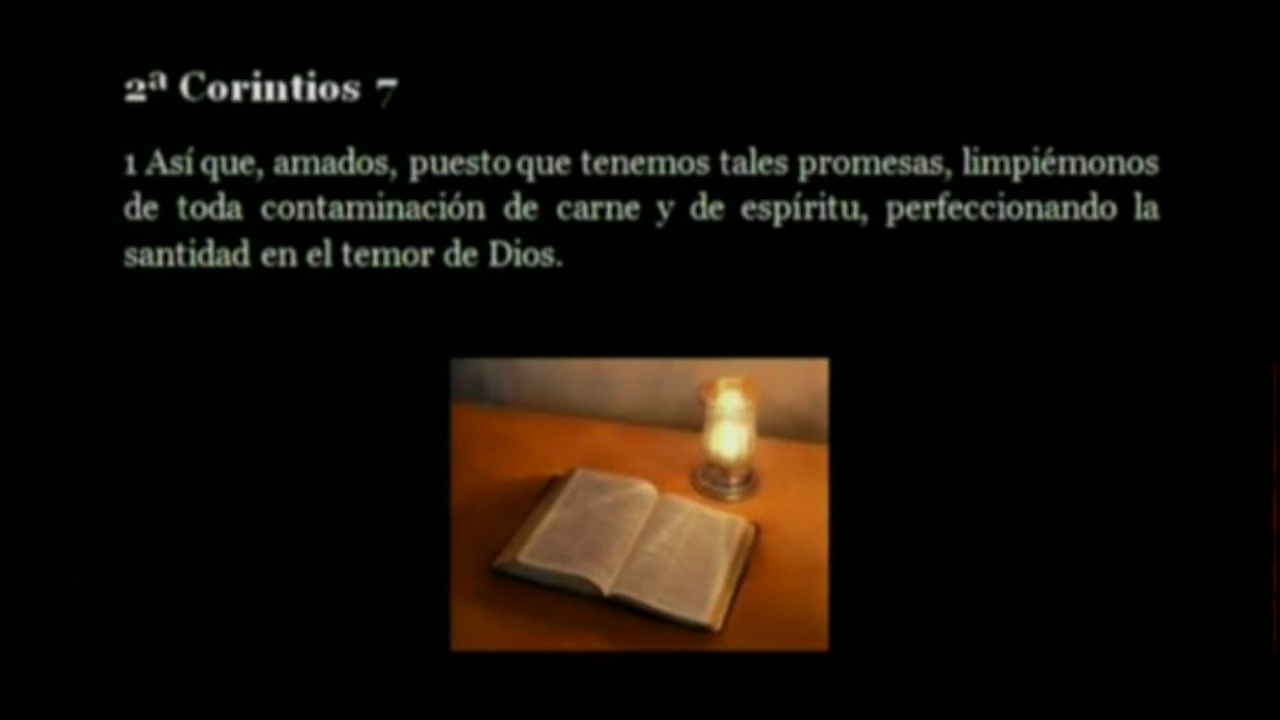 2ª Corintios 7
1 Así que, amados, puesto que tenemos tales promesas, limpiémonos
de toda contaminación de carne y de espíritu, perfeccionando la
santidad en el temor de Dios.